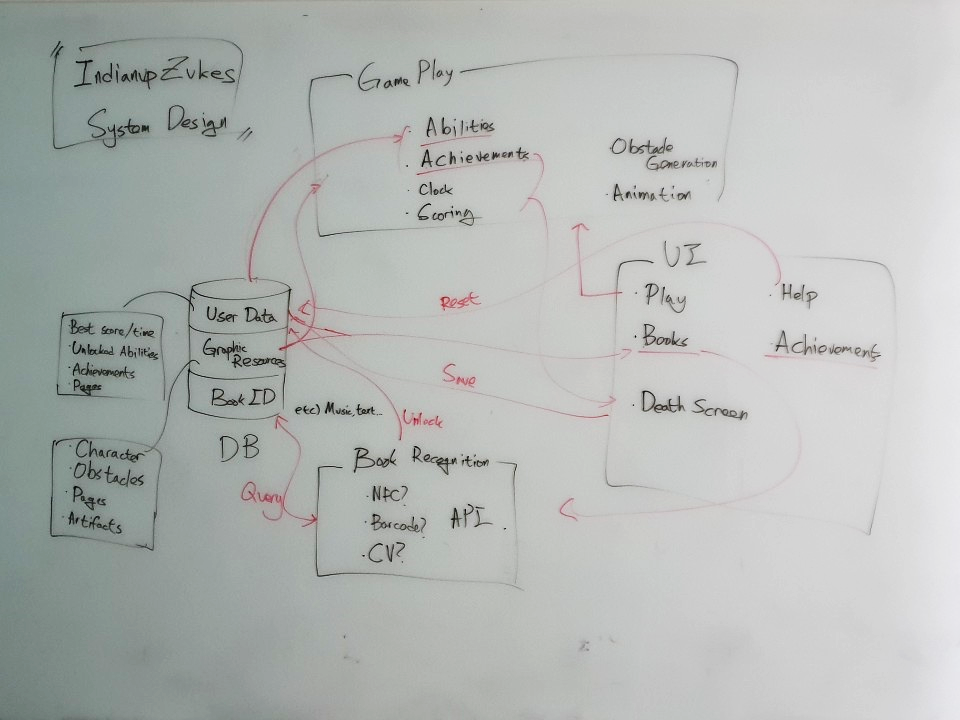 " Indianup Zukes
System Design "
Game Play
· Abilities
· Achievements
· Clock
· Scoring
Obstacle
Generation
· Animation
UI
· Play
· Books
· Death Screen
· Help
Achievements
User Data
Graphic
Resources
Book ID
DB
etc) Music, text...
Best score/time
· Unlocked Abilities
· Achievements
· Pages
· Character
· Obstacles
· Pages
· Artifacts
Book Recognition
· NFC?
· Barcode?
· CV?
API
Reset
Save
Unlock
Query